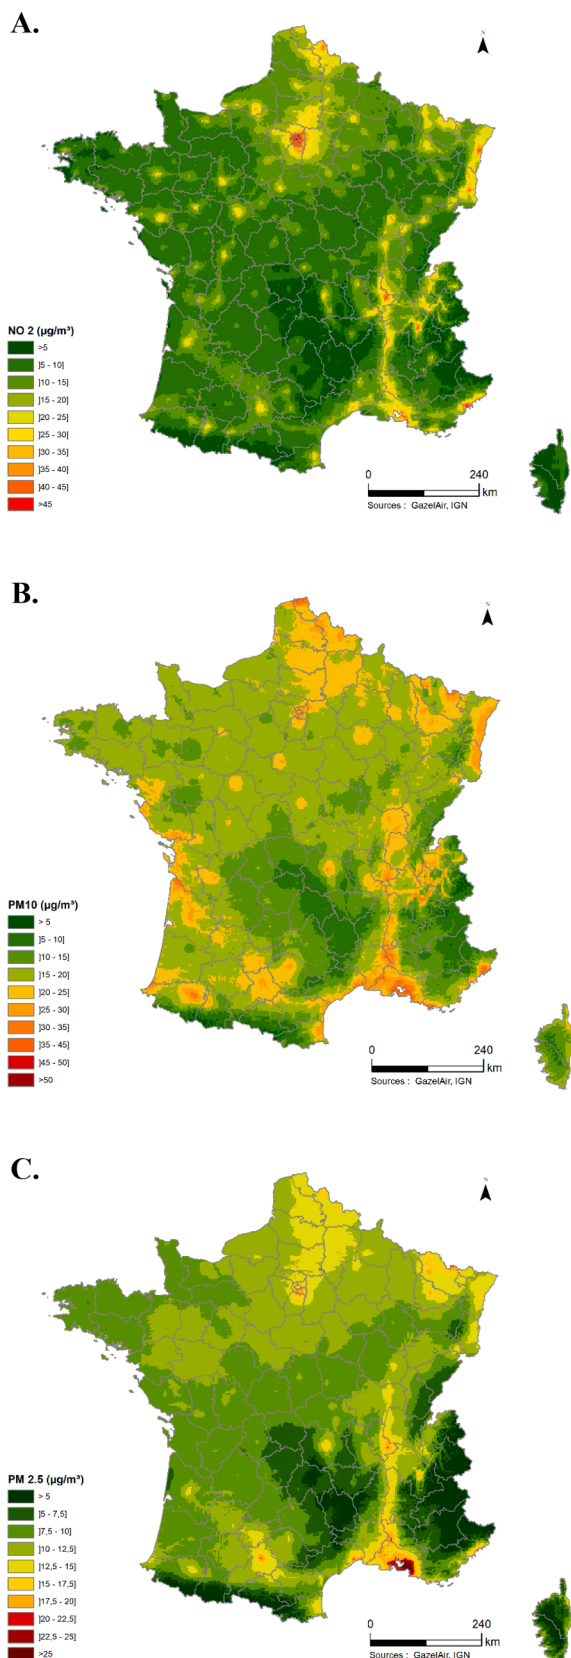 A.
N
NO 2 (µg/m³)
>5
]5 - 10]
]10 - 15]
]15 - 20]
]20 - 25]
]25 - 30]
]30 - 35]
]35 - 40]
]40 - 45]
>45
0 240
km
Sources : GazelAir, IGN
B.
N
PM10 (µg/m³)
> 5
]5 - 10]
]10 - 15]
]15 - 20]
]20 - 25]
]25 - 30]
]30 - 35]
]35 - 45]
]45 - 50]
>50
0 240
km
Sources : GazelAir, IGN
C.
N
PM 2.5 (µg/m³)
> 5
]5 - 7,5]
]7,5 - 10]
]10 - 12,5]
]12,5 - 15]
]15 - 17,5]
]17,5 - 20]
]20 - 22,5]
]22,5 - 25]
>25
0 240
km
Sources : GazelAir, IGN